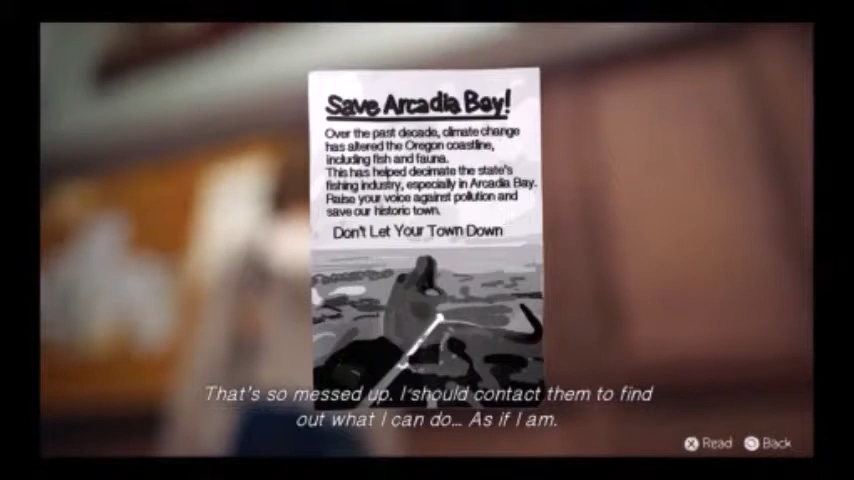 Save Arcadia Bay!
Over the past decade, climate change
has altered the Oregon coastline,
including fish and fauna.
This has helped decimate the state's
fishing industry, especially in Arcadia Bay.
Raise your voice against pollution and
save our historic town.
Don't Let Your Town Down
That's so messed up. I should contact them to find
out what I can do... As if I am.
Read Back